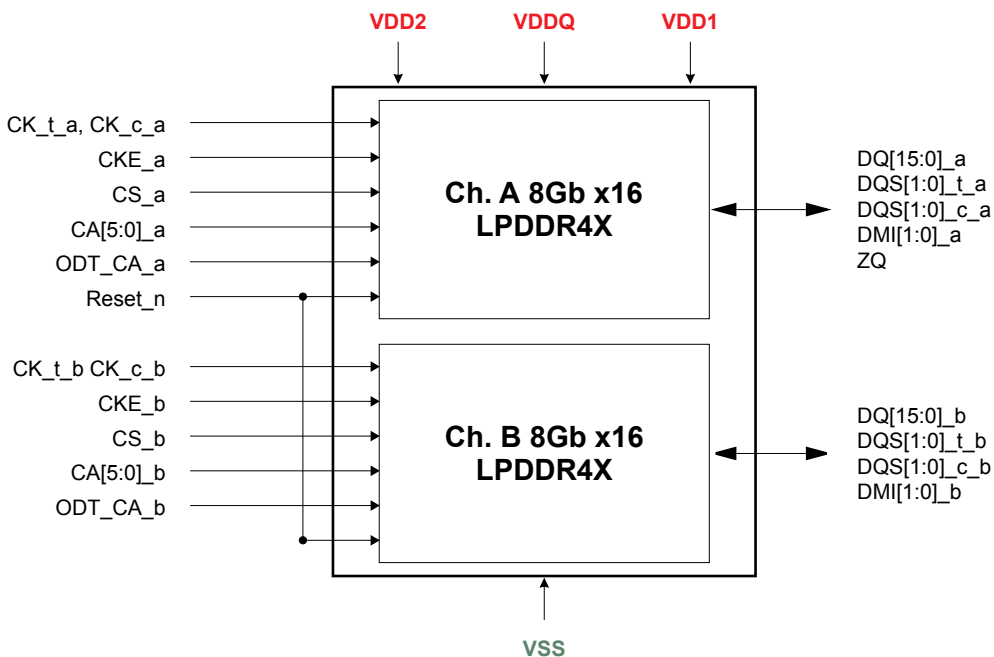 VDD2 VDDQ VDD1
CK_t_a, CK_c_a
CKE_a
CS_a
CA[5:0]_a
ODT_CA_a
Reset_n
Ch. A 8Gb x16
LPDDR4X
DQ[15:0]_a
DQS[1:0]_t_a
DQS[1:0]_c_a
DMI[1:0]_a
ZQ
CK_t_b CK_c_b
CKE_b
CS_b
CA[5:0]_b
ODT_CA_b
Ch. B 8Gb x16
LPDDR4X
DQ[15:0]_b
DQS[1:0]_t_b
DQS[1:0]_c_b
DMI[1:0]_b
VSS